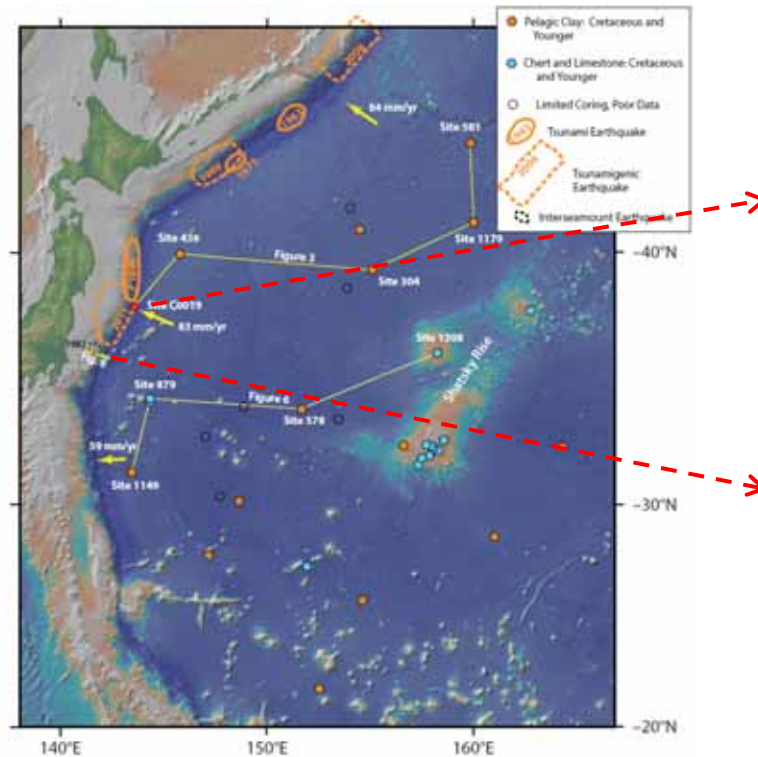 Pelagic Clay: Cretaceous and
Younger
Chert and Limestone: Cretaceous
and Younger
Limited Coring, Poor Data
Tsunami Earthquake
Tsunamigenic
Earthquake
Interseamount Earthquake
84 mm/yr
Site 581
Site 436
Figure 3
Site 304
Site 1179
Site C0019
83 mm/yr
Site 1208
Shatsky Rise
Site 879
Figure 6
Site 578
59 mm/yr
Site 1149
40°N
30°N
20°N
140°E
150°E
160°E